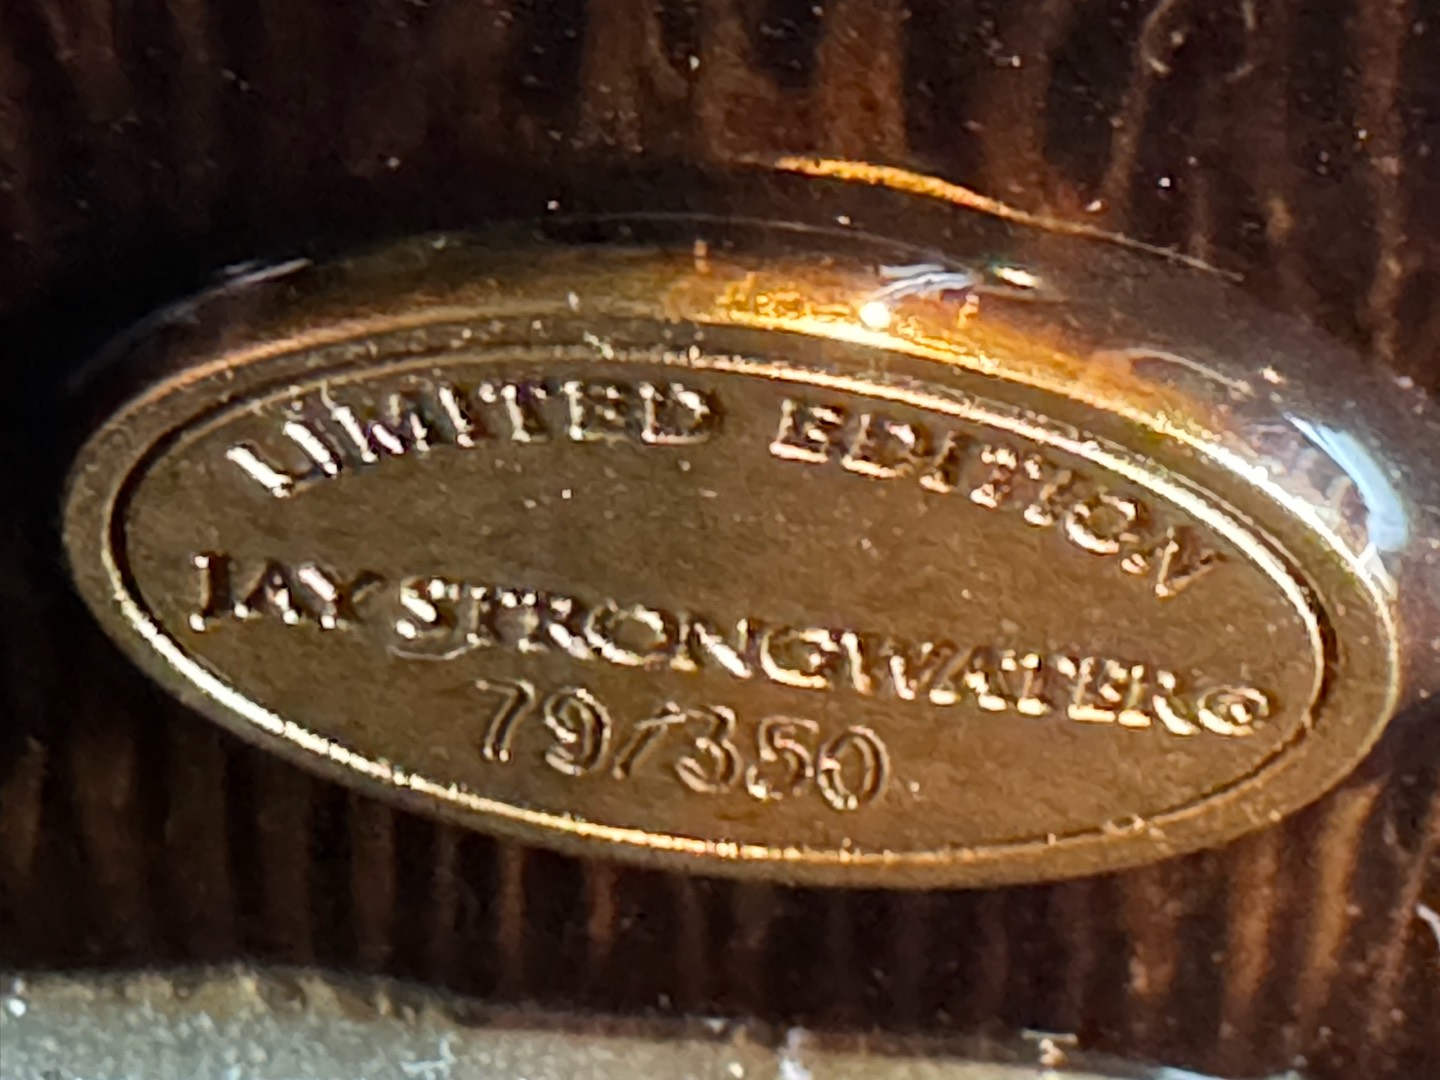 LIMITED EDITION
JAY STRONGWATER®
79/350